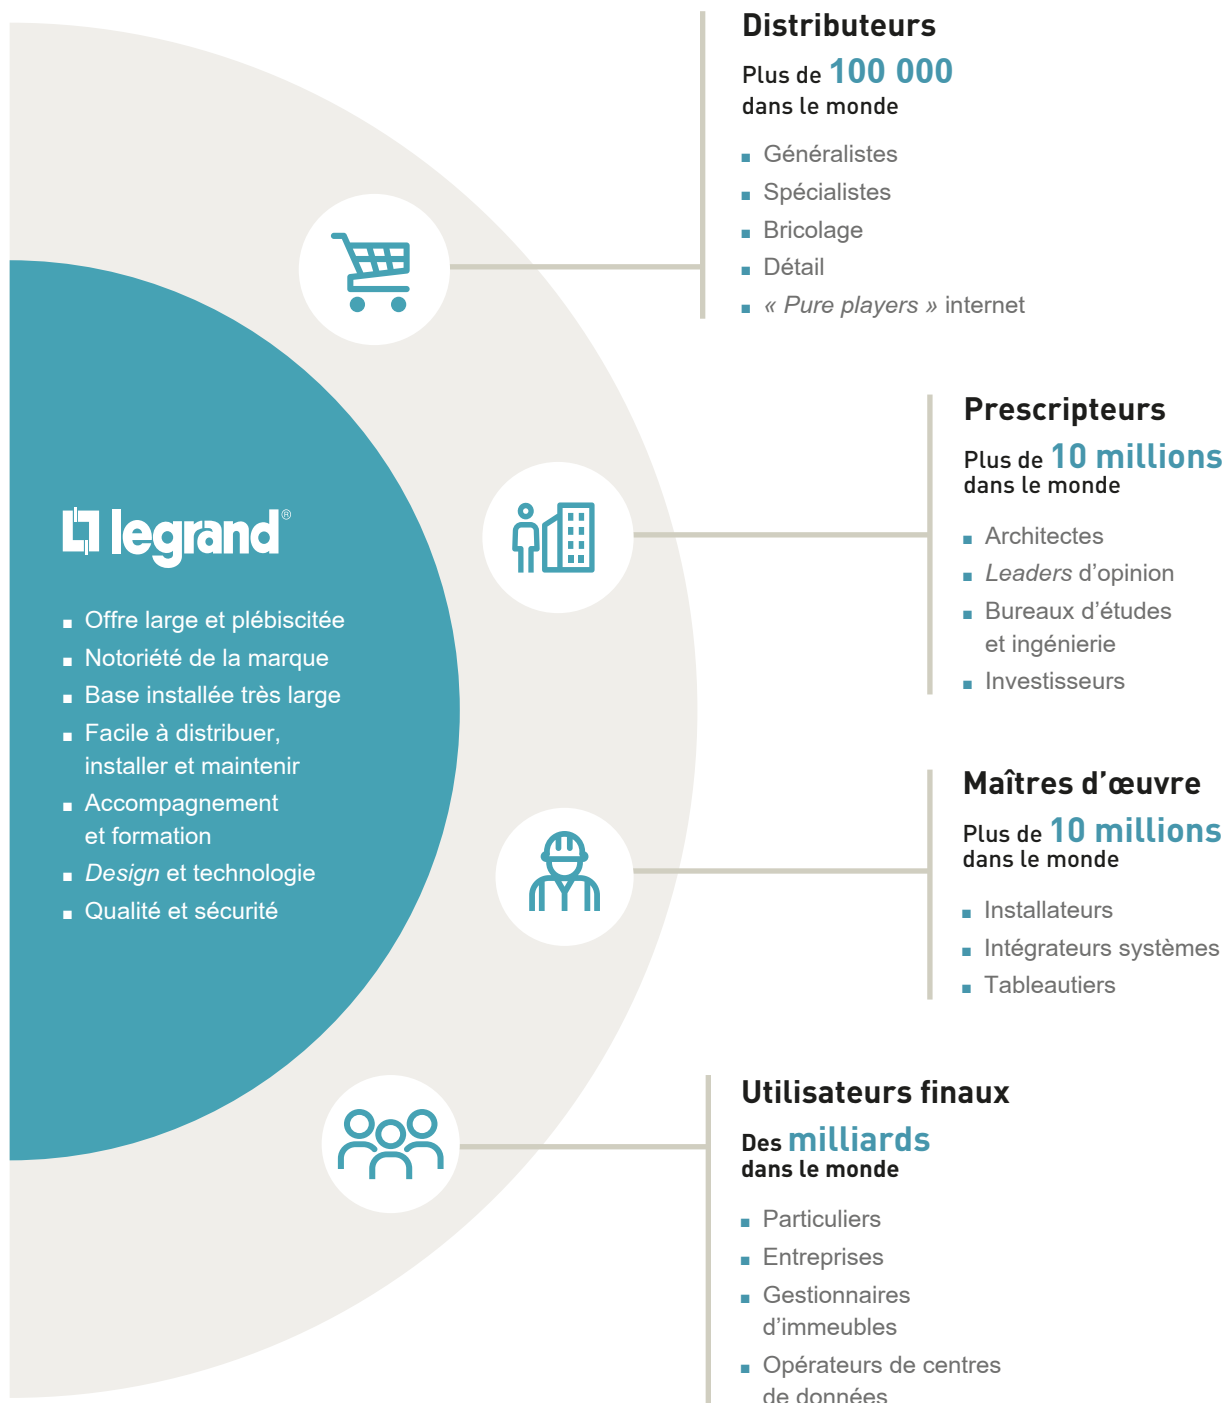 Distributeurs
Plus de 100 000
dans le monde
▪ Généralistes
▪ Spécialistes
▪ Bricolage
▪ Détail
▪ « Pure players » internet
Prescripteurs
Plus de 10 millions
dans le monde
▪ Architectes
▪ Leaders d’opinion
▪ Bureaux d’études
et ingénierie
▪ Investisseurs
legrand®
▪ Offre large et plébiscitée
▪ Notoriété de la marque
▪ Base installée très large
▪ Facile à distribuer,
installer et maintenir
▪ Accompagnement
et formation
▪ Design et technologie
▪ Qualité et sécurité
Maîtres d’œuvre
Plus de 10 millions
dans le monde
▪ Installateurs
▪ Intégrateurs systèmes
▪ Tableautiers
Utilisateurs finaux
Des milliards
dans le monde
▪ Particuliers
▪ Entreprises
▪ Gestionnaires
d’immeubles
▪ Opérateurs de centres
de données